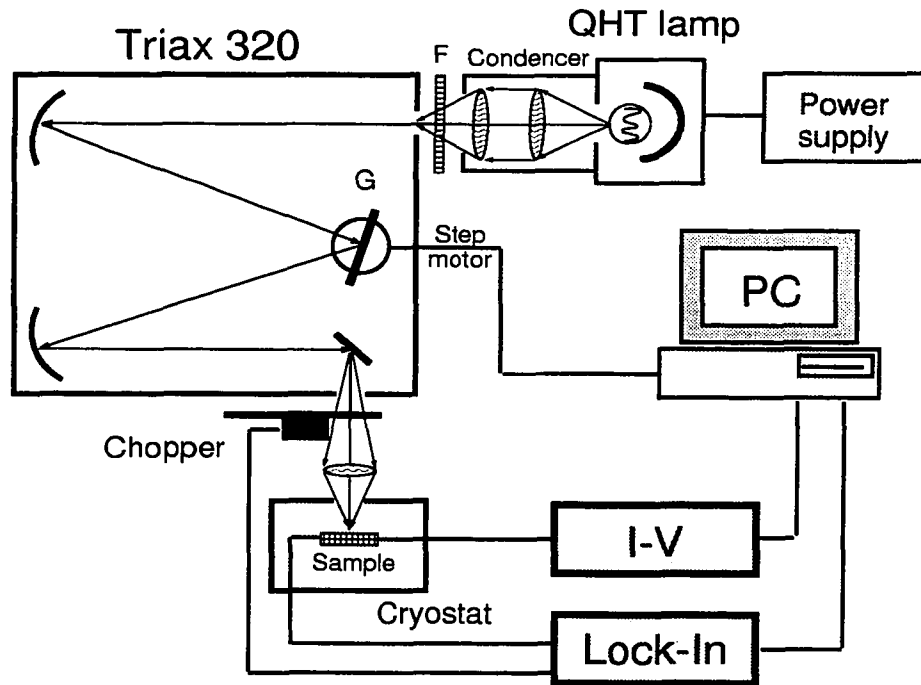 Triax 320
QHT lamp
F
Condencer
Power
supply
G
Step
motor
PC
Chopper
Sample
I-V
Cryostat
Lock-In